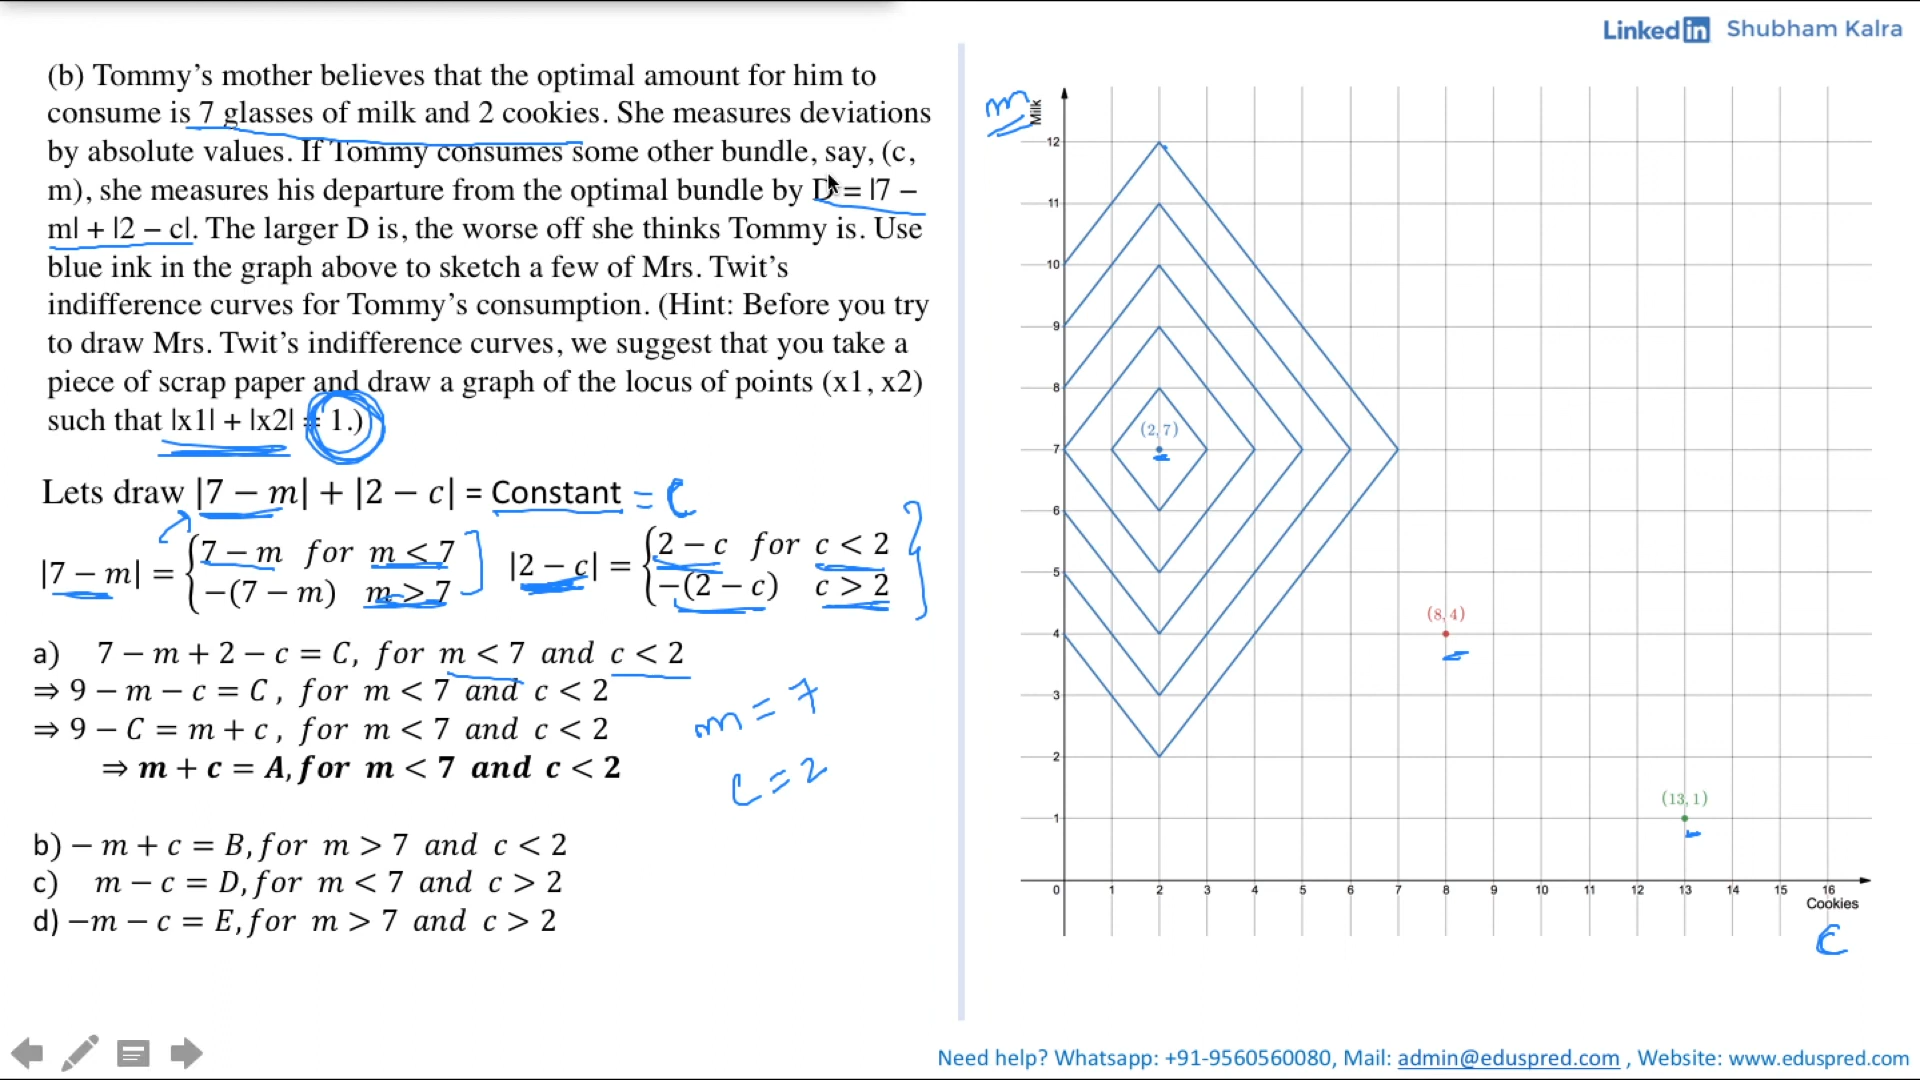 Linked in Shubham Kalra
(b) Tommy’s mother believes that the optimal amount for him to
consume is 7 glasses of milk and 2 cookies. She measures deviations
by absolute values. If Tommy consumes some other bundle, say, (c,
m), she measures his departure from the optimal bundle by D = |7 –
m| + |2 – c|. The larger D is, the worse off she thinks Tommy is. Use
blue ink in the graph above to sketch a few of Mrs. Twit’s
indifference curves for Tommy’s consumption. (Hint: Before you try
to draw Mrs. Twit’s indifference curves, we suggest that you take a
piece of scrap paper and draw a graph of the locus of points (x1, x2)
such that |x1| + |x2| = 1.)
Lets draw |7 − m| + |2 − c| = Constant = C
|7 − m| = { 7 − m for m < 7
−(7 − m) m > 7
|2 − c| = { 2 − c for c < 2
−(2 − c) c > 2
a) 7 − m + 2 − c = C, for m < 7 and c < 2
⇒ 9 − m − c = C, for m < 7 and c < 2
⇒ 9 − C = m + c, for m < 7 and c < 2
⇒ m + c = A, for m < 7 and c < 2
m = 7
c = 2
b) − m + c = B, for m > 7 and c < 2
c) m − c = D, for m < 7 and c > 2
d) −m − c = E, for m > 7 and c > 2
m
Milk
12
11
10
9
8
7
6
5
4
3
2
1
(2, 7)
(8, 4)
(13, 1)
0 1 2 3 4 5 6 7 8 9 10 11 12 13 14 15 16
Cookies
C
Need help? Whatsapp: +91-9560560080, Mail: admin@eduspred.com , Website: www.eduspred.com